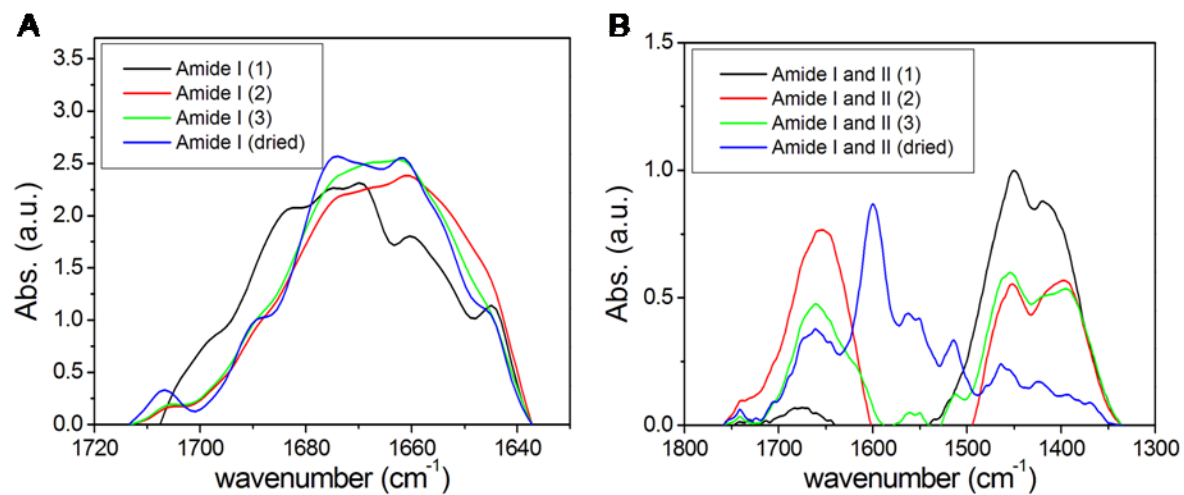 A
3.5
3.0
2.5
2.0
1.5
1.0
0.5
0.0
Abs. (a.u.)
Amide I (1)
Amide I (2)
Amide I (3)
Amide I (dried)
1720 1700 1680 1660 1640
wavenumber (cm⁻¹)
B
1.5
1.0
0.5
0.0
Abs. (a.u.)
Amide I and II (1)
Amide I and II (2)
Amide I and II (3)
Amide I and II (dried)
1800 1700 1600 1500 1400 1300
wavenumber (cm⁻¹)